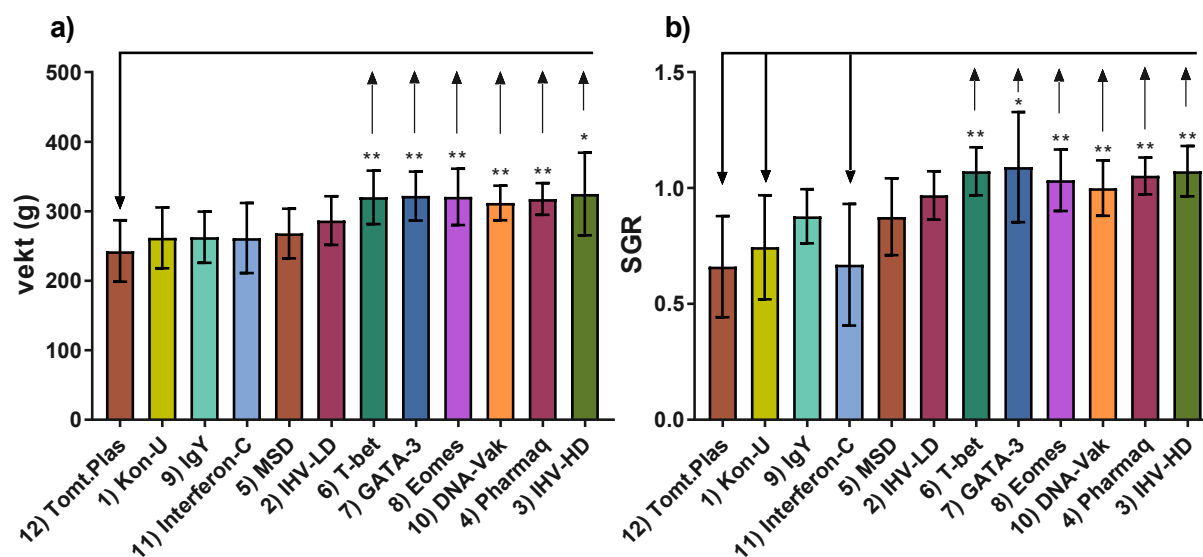 a)
vekt (g)
500
400
300
200
100
0
** ** ** ** ** *
12) Tomt.Plas
1) Kon-U
9) IgY
11) Interferon-C
5) MSD
2) IHV-LD
6) T-bet
7) GATA-3
8) Eomes
10) DNA-Vak
4) Pharmaq
3) IHV-HD
b)
SGR
1.5
1.0
0.5
0.0
** * ** ** ** **
12) Tomt.Plas
1) Kon-U
9) IgY
11) Interferon-C
5) MSD
2) IHV-LD
6) T-bet
7) GATA-3
8) Eomes
10) DNA-Vak
4) Pharmaq
3) IHV-HD